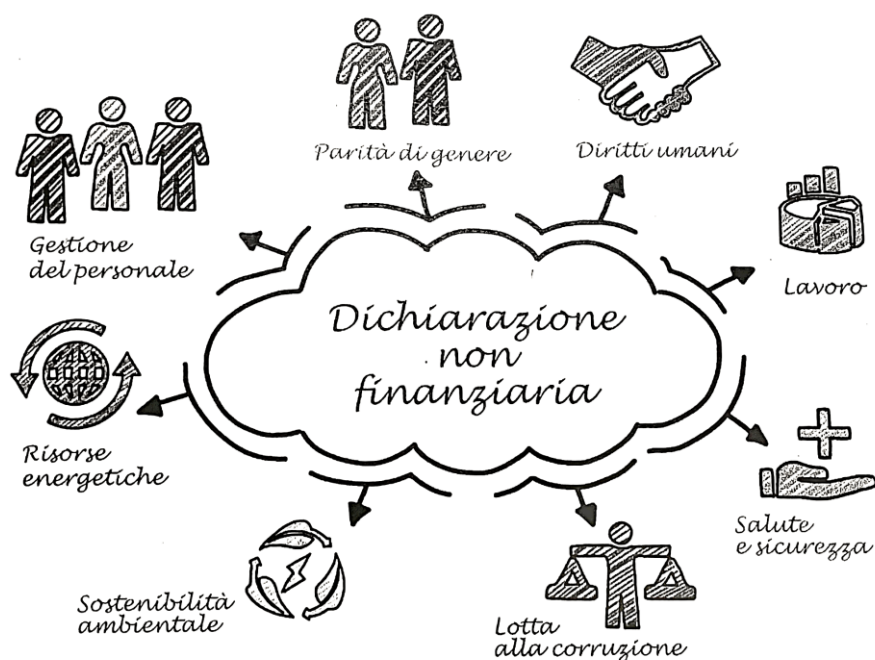 Parità di genere
Diritti umani
Gestione
del personale
Lavoro
Dichiarazione
non
finanziaria
Risorse
energetiche
Salute
e sicurezza
Sostenibilità
ambientale
Lotta
alla corruzione